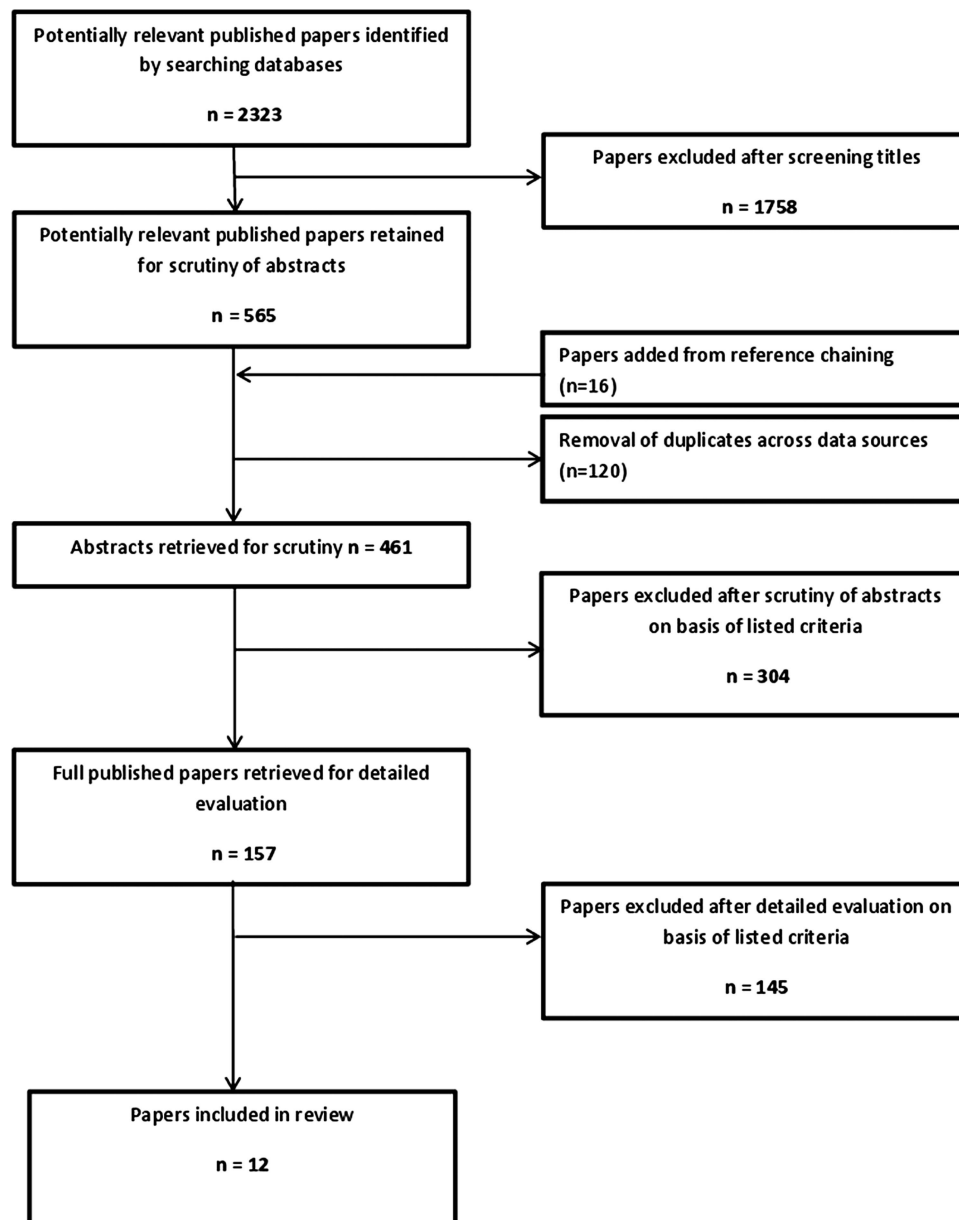 Potentially relevant published papers identified
by searching databases
n = 2323
Papers excluded after screening titles
n = 1758
Potentially relevant published papers retained
for scrutiny of abstracts
n = 565
Papers added from reference chaining
(n=16)
Removal of duplicates across data sources
(n=120)
Abstracts retrieved for scrutiny n = 461
Papers excluded after scrutiny of abstracts
on basis of listed criteria
n = 304
Full published papers retrieved for detailed
evaluation
n = 157
Papers excluded after detailed evaluation on
basis of listed criteria
n = 145
Papers included in review
n = 12